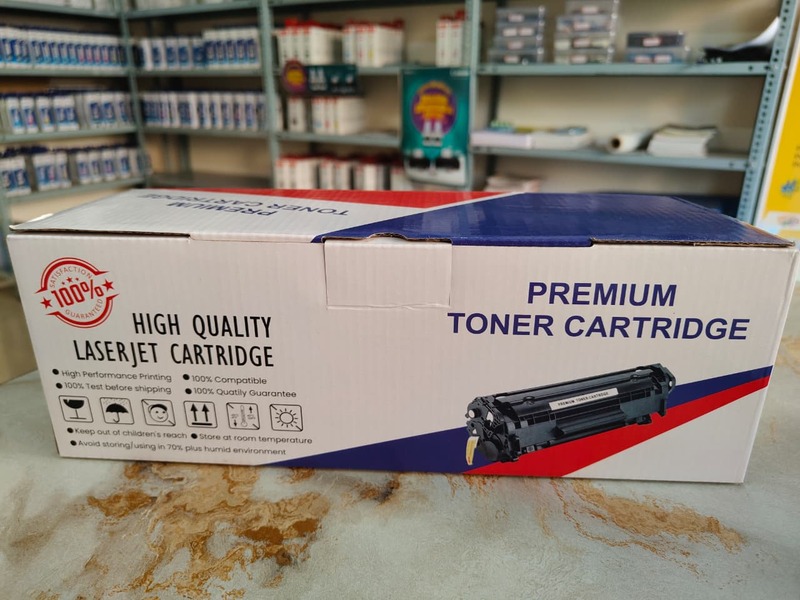 PREMIUM
TONER CARTRIDGE
SATISFACTION
100%
GUARANTEED
HIGH QUALITY
LASERJET CARTRIDGE
High Performance Printing
100% Compatible
100% Test before shipping
100% Quatily Guarantee
Keep out of children's reach
Store at room temperature
Avoid storing/using in 70% plus humid environment
PREMIUM
TONER CARTRIDGE
PREMIUM TONER CARTRIDGE